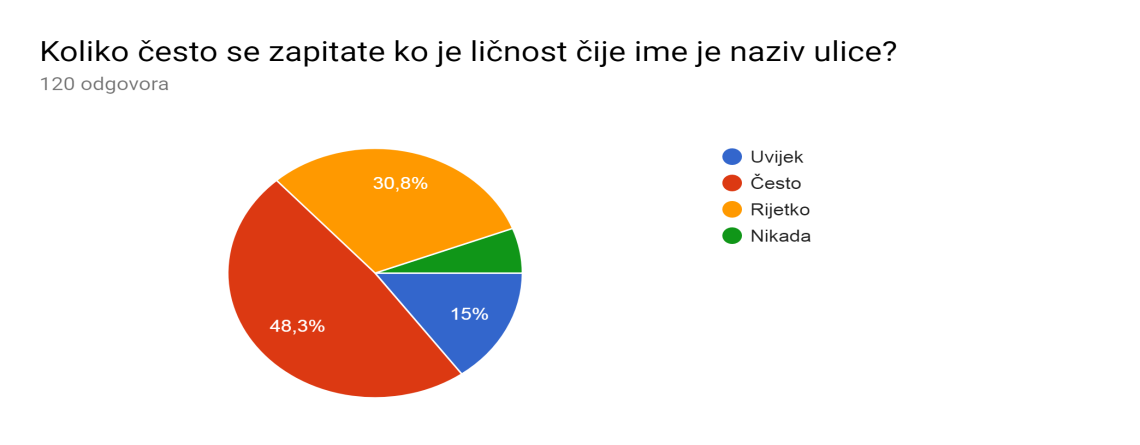 Koliko često se zapitate ko je ličnost čije ime je naziv ulice?
120 odgovora
30,8%
15%
48,3%
Uvijek
Često
Rijetko
Nikada